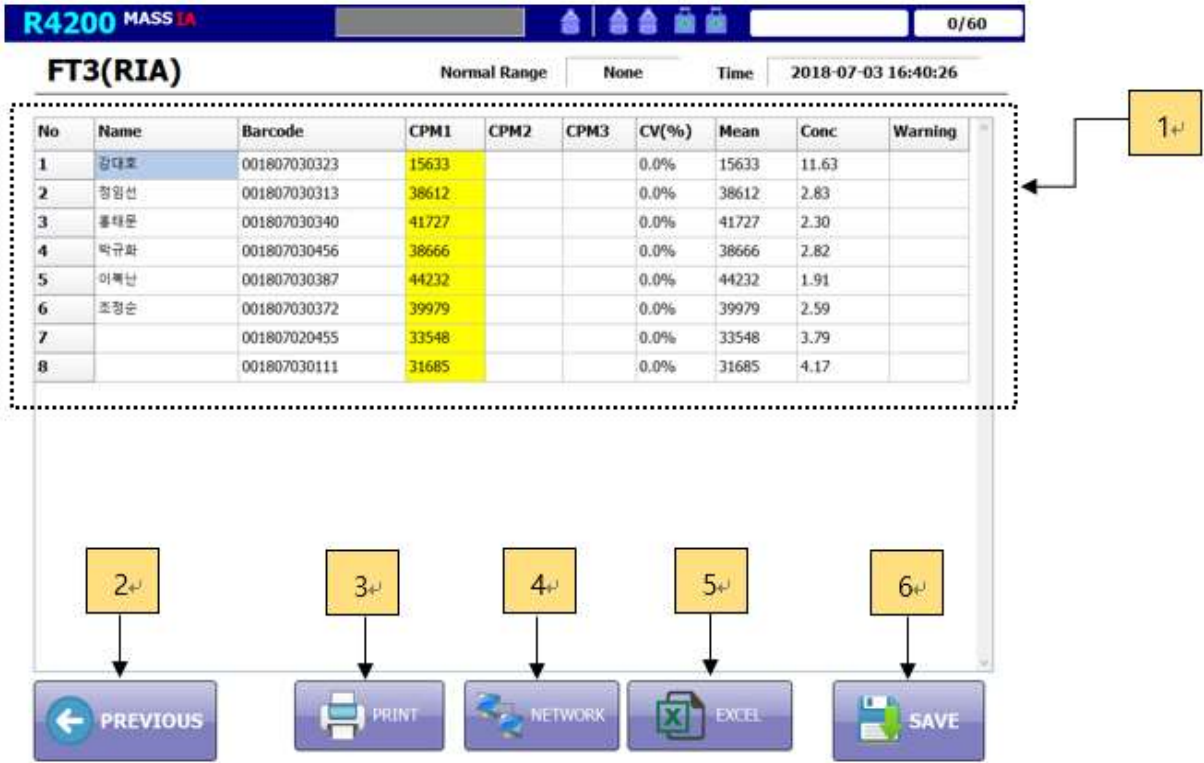 R4200 MASS IA 0/60
FT3(RIA) Normal Range None Time 2018-07-03 16:40:26
No Name Barcode CPM1 CPM2 CPM3 CV(%) Mean Conc Warning
1 강대호 001807030323 15633 0.0% 15633 11.63
2 정임선 001807030313 38612 0.0% 38612 2.83
3 홍태문 001807030340 41727 0.0% 41727 2.30
4 박규화 001807030456 38666 0.0% 38666 2.82
5 001807030387 44232 0.0% 44232 1.91
6 조정순 001807030372 39979 0.0% 39979 2.59
7 001807020455 33548 0.0% 33548 3.79
8 001807030111 31685 0.0% 31685 4.17
1
2 3 4 5 6
PREVIOUS PRINT NETWORK EXCEL SAVE